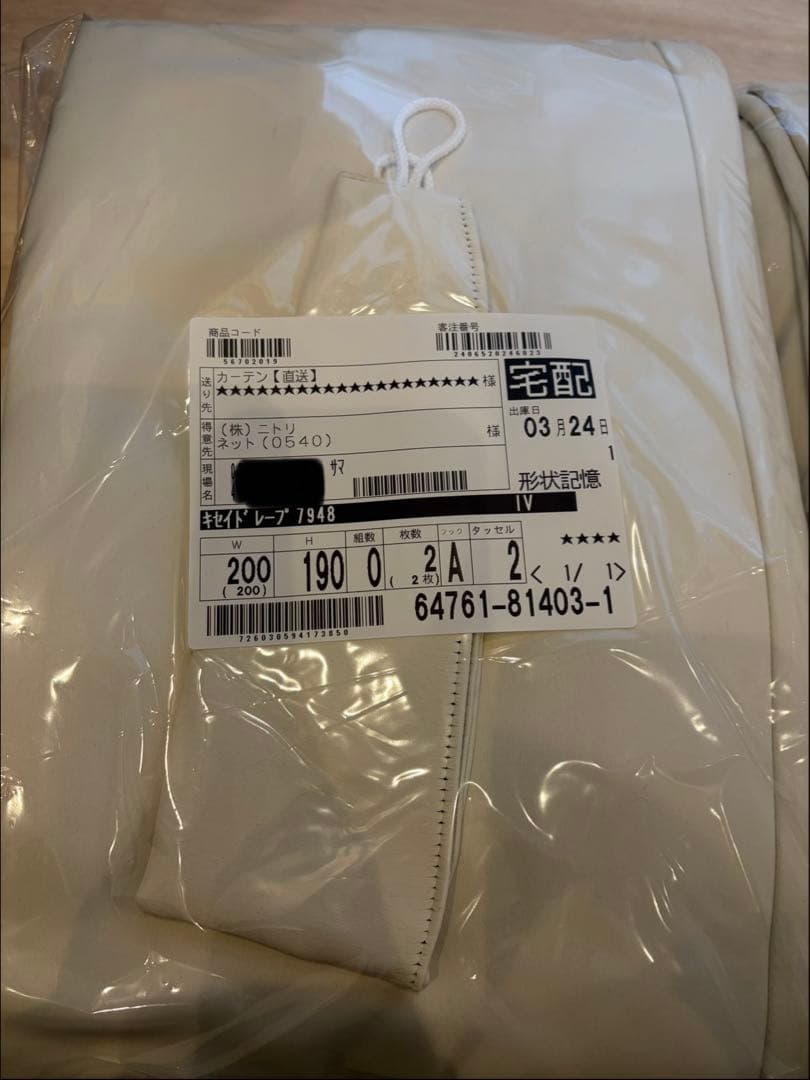 商品コード
56702019
客注番号
2406520246023
送り先
カーテン【直送】
★★★★★★★★★★★★★★★★★★★★様
宅配
得意先
(株)ニトリ
ネット(0540)
様
出庫日
03月24日
1
現場名
サマ
形状記憶
キセイドレープ7948 IV
W H 組数 枚数 フック タッセル
200 190 0 2 A 2
(200) (2枚)
★★★★
< 1/ 1>
64761-81403-1
726030594173850